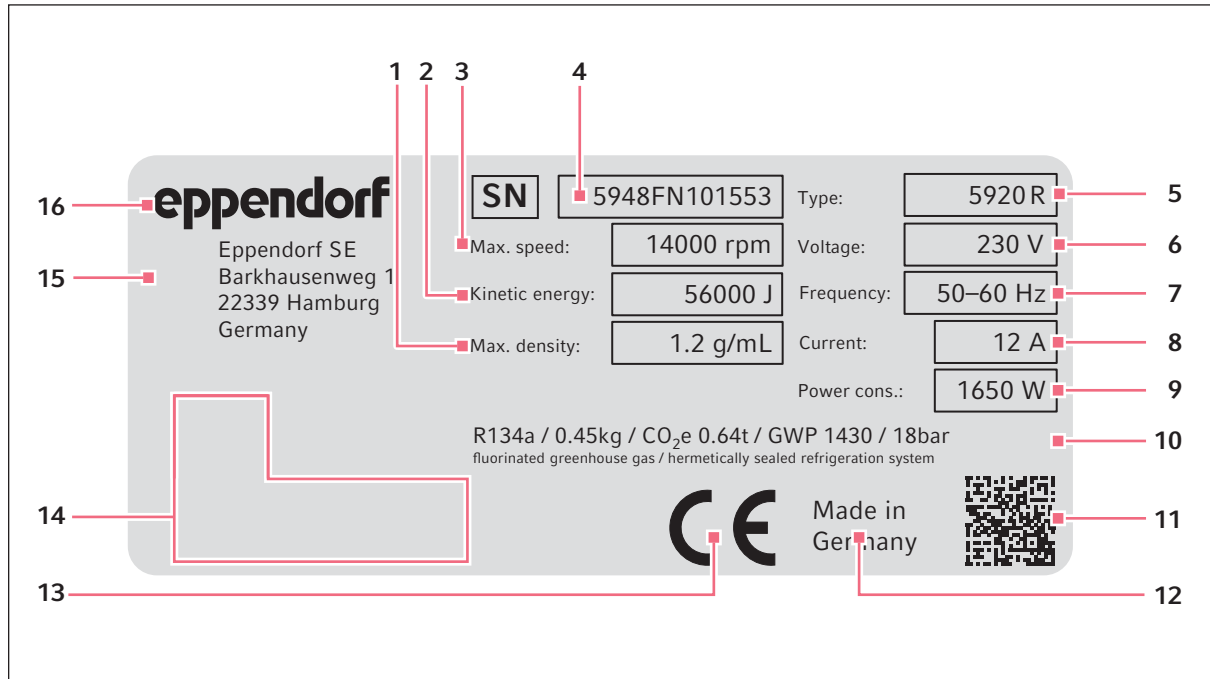 1 2 3 4
16 eppendorf SN 5948FN101553 Type: 5920 R 5
15 Eppendorf SE
Barkhausenweg 1
22339 Hamburg
Germany
Max. speed: 14000 rpm Voltage: 230 V 6
Kinetic energy: 56000 J Frequency: 50–60 Hz 7
Max. density: 1.2 g/mL Current: 12 A 8
Power cons.: 1650 W 9
R134a / 0.45kg / CO₂e 0.64t / GWP 1430 / 18bar 10
fluorinated greenhouse gas / hermetically sealed refrigeration system
14 CE Made in
Germany 11
13 12